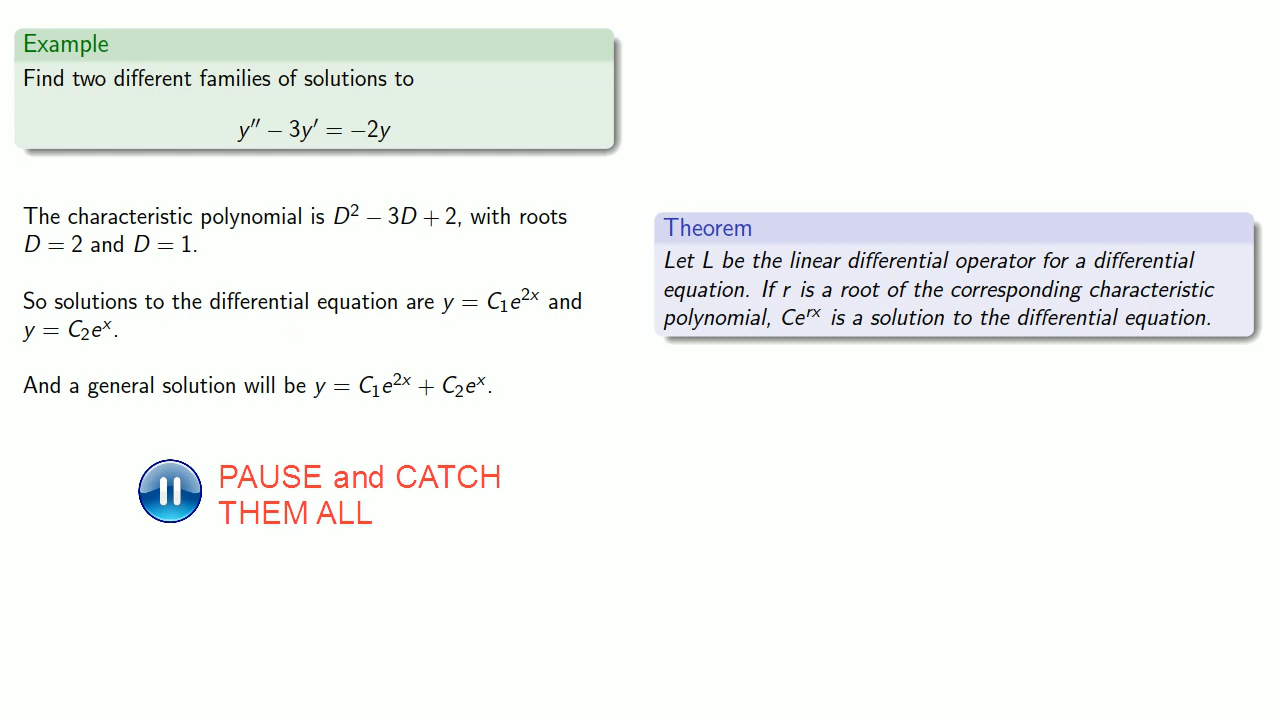 Example
Find two different families of solutions to
y″ − 3y′ = −2y
The characteristic polynomial is D² − 3D + 2, with roots
D = 2 and D = 1.
So solutions to the differential equation are y = C₁e²ˣ and
y = C₂eˣ.
And a general solution will be y = C₁e²ˣ + C₂eˣ.
PAUSE and CATCH
THEM ALL
Theorem
Let L be the linear differential operator for a differential
equation. If r is a root of the corresponding characteristic
polynomial, Ceʳˣ is a solution to the differential equation.